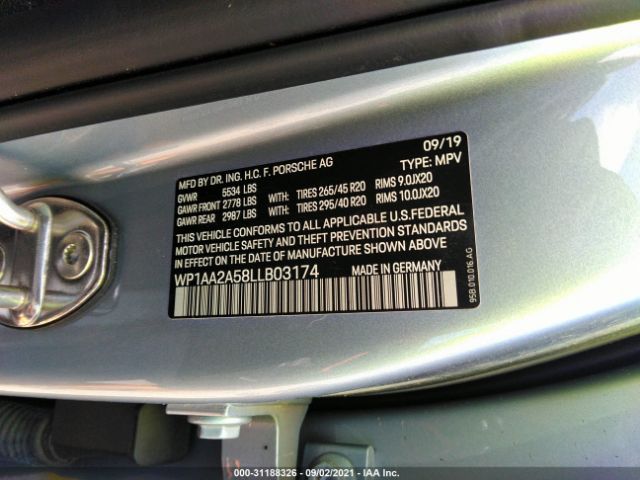 09/19
MFD BY DR. ING. H.C. F. PORSCHE AG TYPE: MPV
GVWR 5534 LBS
GAWR FRONT 2778 LBS WITH: TIRES 265/45 R20 RIMS 9.0JX20
GAWR REAR 2987 LBS WITH: TIRES 295/40 R20 RIMS 10.0JX20
THIS VEHICLE CONFORMS TO ALL APPLICABLE U.S.FEDERAL
MOTOR VEHICLE SAFETY AND THEFT PREVENTION STANDARDS
IN EFFECT ON THE DATE OF MANUFACTURE SHOWN ABOVE
WP1AA2A58LLB03174 MADE IN GERMANY
958.010.016.AG
000-31188326 - 09/02/2021 - IAA Inc.